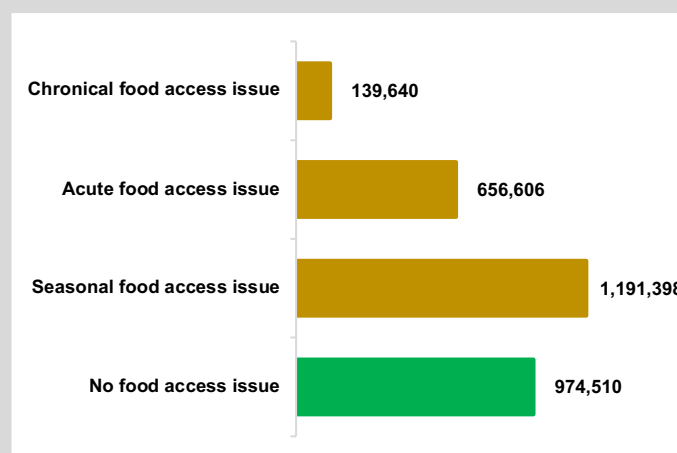 Chronical food access issue 139,640
Acute food access issue 656,606
Seasonal food access issue 1,191,398
No food access issue 974,510